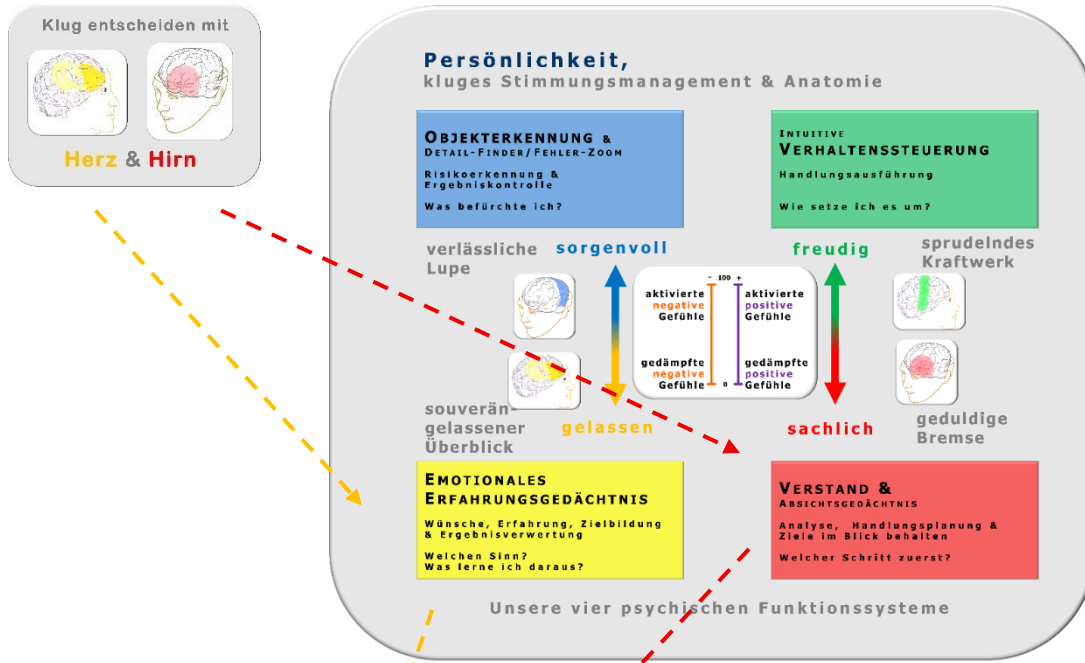 Klug entscheiden mit
Herz & Hirn
Persönlichkeit,
kluges Stimmungsmanagement & Anatomie
OBJEKTERKENNUNG &
DETAIL-FINDER/FEHLER-ZOOM
Risikoerkennung &
Ergebniskontrolle
Was befürchte ich?
INTUITIVE
VERHALTENSSTEUERUNG
Handlungsausführung
Wie setze ich es um?
verlässliche
Lupe
sorgenvoll
freudig
sprudelndes
Kraftwerk
- 100 +
aktivierte
negative
Gefühle
aktivierte
positive
Gefühle
gedämpfte
negative
Gefühle
gedämpfte
positive
Gefühle
0
souverän-
gelassener
Überblick
gelassen
sachlich
geduldige
Bremse
EMOTIONALES
ERFAHRUNGSGEDÄCHTNIS
Wünsche, Erfahrung, Zielbildung
& Ergebnisverwertung
Welchen Sinn?
Was lerne ich daraus?
VERSTAND &
ABSICHTSGEDÄCHTNIS
Analyse, Handlungsplanung &
Ziele im Blick behalten
Welcher Schritt zuerst?
Unsere vier psychischen Funktionssysteme